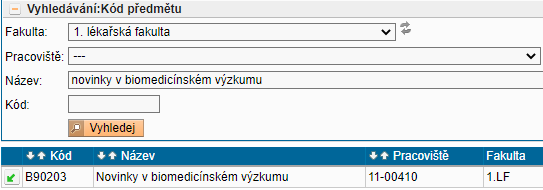 Vyhledávání:Kód předmětu
Fakulta: 1. lékařská fakulta
Pracoviště: ---
Název: novinky v biomedicínském výzkumu
Kód:
Vyhledej
Kód Název Pracoviště Fakulta
B90203 Novinky v biomedicínském výzkumu 11-00410 1.LF